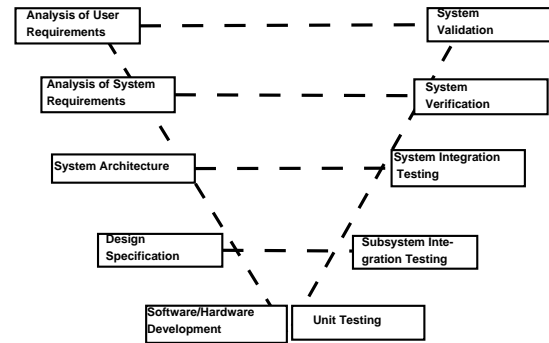 Analysis of User
Requirements
System
Validation
Analysis of System
Requirements
System
Verification
System Architecture
System Integration
Testing
Design
Specification
Subsystem Inte-
gration Testing
Software/Hardware
Development
Unit Testing